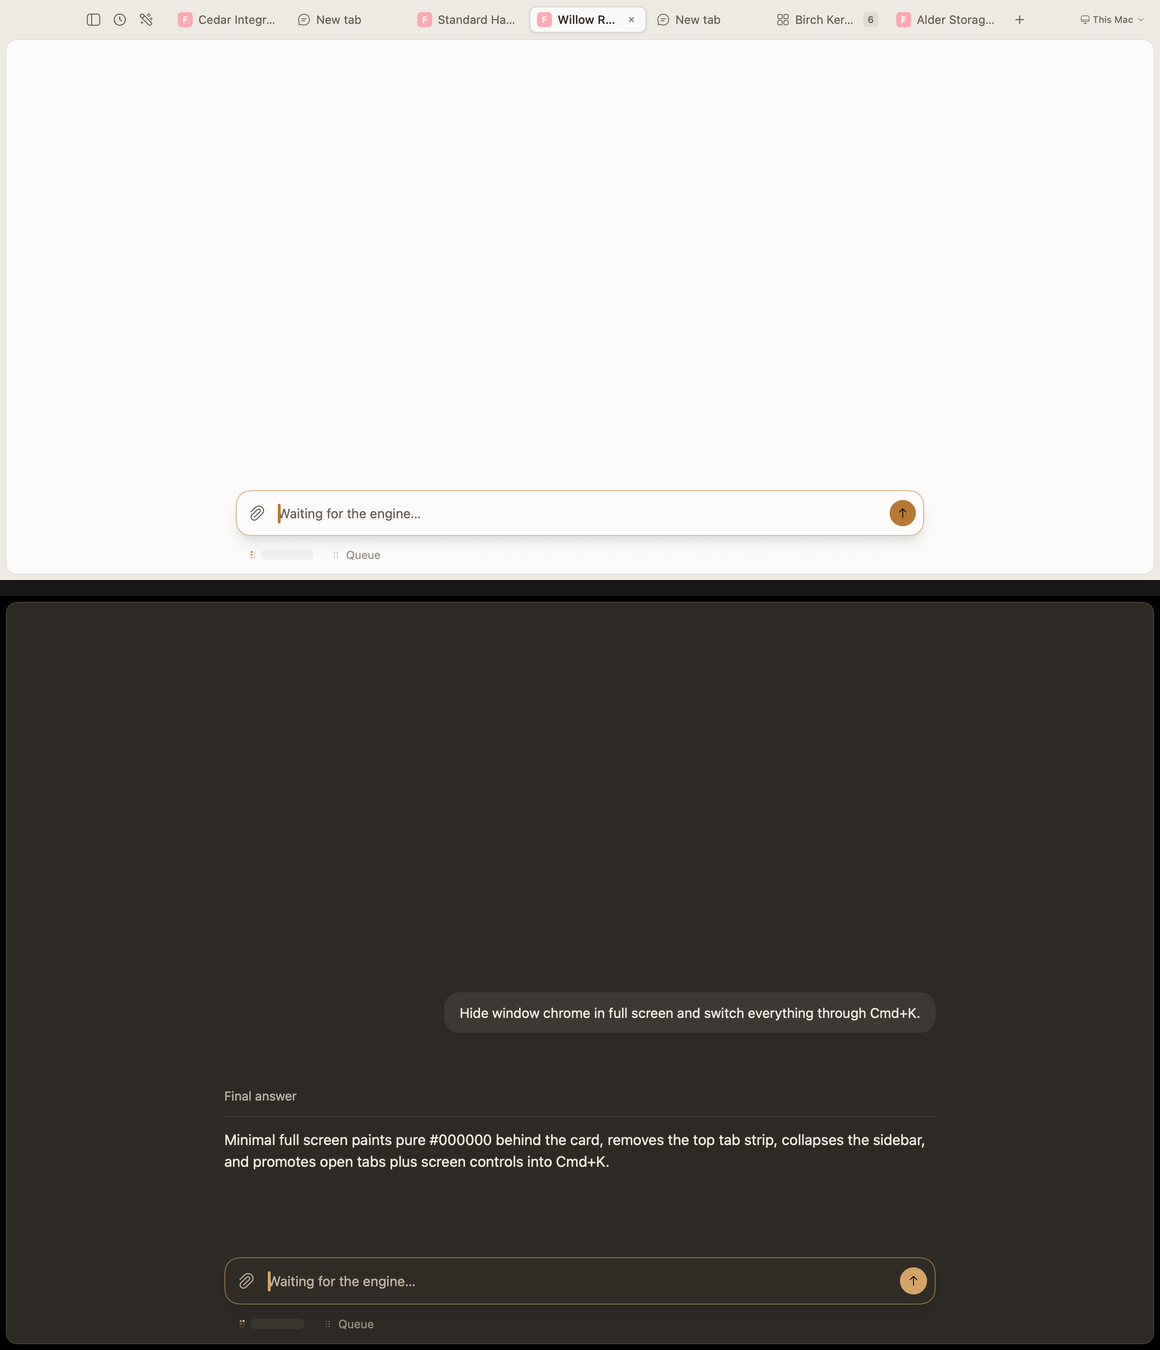 F Cedar Integr... New tab F Standard Ha... F Willow R... × New tab Birch Ker... 6 F Alder Storag... + This Mac
Waiting for the engine...
Queue
Hide window chrome in full screen and switch everything through Cmd+K.
Final answer
Minimal full screen paints pure #000000 behind the card, removes the top tab strip, collapses the sidebar,
and promotes open tabs plus screen controls into Cmd+K.
Waiting for the engine...
Queue